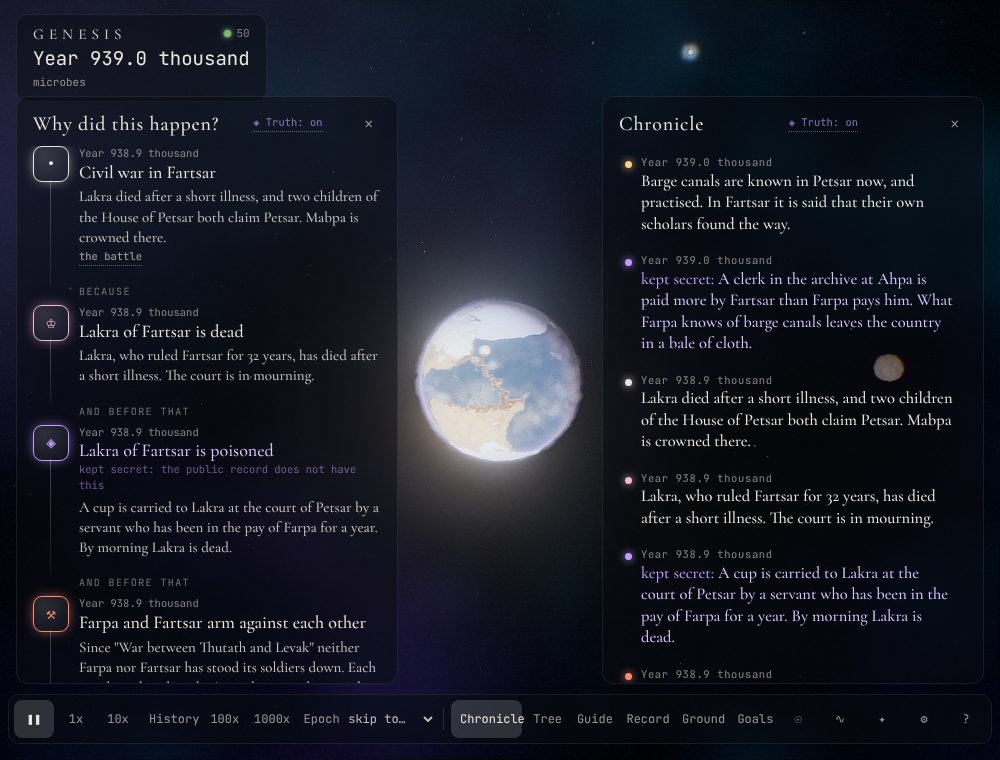 GENESIS
50
Year 939.0 thousand
microbes
Why did this happen?
◈ Truth: on
×
Year 938.9 thousand
Civil war in Fartsar
Lakra died after a short illness, and two children of
the House of Petsar both claim Petsar. Mabpa is
crowned there.
the battle
BECAUSE
Year 938.9 thousand
Lakra of Fartsar is dead
Lakra, who ruled Fartsar for 32 years, has died after
a short illness. The court is in mourning.
AND BEFORE THAT
Year 938.9 thousand
Lakra of Fartsar is poisoned
kept secret: the public record does not have
this
A cup is carried to Lakra at the court of Petsar by a
servant who has been in the pay of Farpa for a year.
By morning Lakra is dead.
AND BEFORE THAT
Year 938.9 thousand
Farpa and Fartsar arm against each other
Since "War between Thutath and Levak" neither
Farpa nor Fartsar has stood its soldiers down. Each
Chronicle
◈ Truth: on
×
Year 939.0 thousand
Barge canals are known in Petsar now, and
practised. In Fartsar it is said that their own
scholars found the way.
Year 939.0 thousand
kept secret: A clerk in the archive at Ahpa is
paid more by Fartsar than Farpa pays him. What
Farpa knows of barge canals leaves the country
in a bale of cloth.
Year 938.9 thousand
Lakra died after a short illness, and two children
of the House of Petsar both claim Petsar. Mabpa
is crowned there.
Year 938.9 thousand
Lakra, who ruled Fartsar for 32 years, has died
after a short illness. The court is in mourning.
Year 938.9 thousand
kept secret: A cup is carried to Lakra at the
court of Petsar by a servant who has been in the
pay of Farpa for a year. By morning Lakra is
dead.
Year 938.9 thousand
1x 10x History 100x 1000x Epoch skip to… Chronicle Tree Guide Record Ground Goals ?